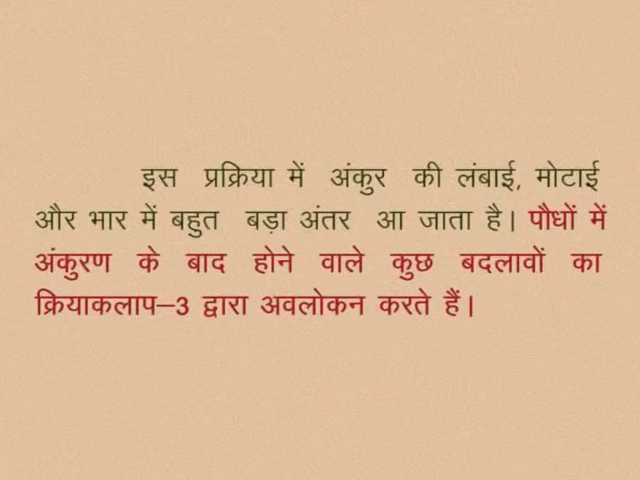 इस प्रक्रिया में अंकुर की लंबाई, मोटाई
और भार में बहुत बड़ा अंतर आ जाता है। पौधों में
अंकुरण के बाद होने वाले कुछ बदलावों का
क्रियाकलाप–3 द्वारा अवलोकन करते हैं।